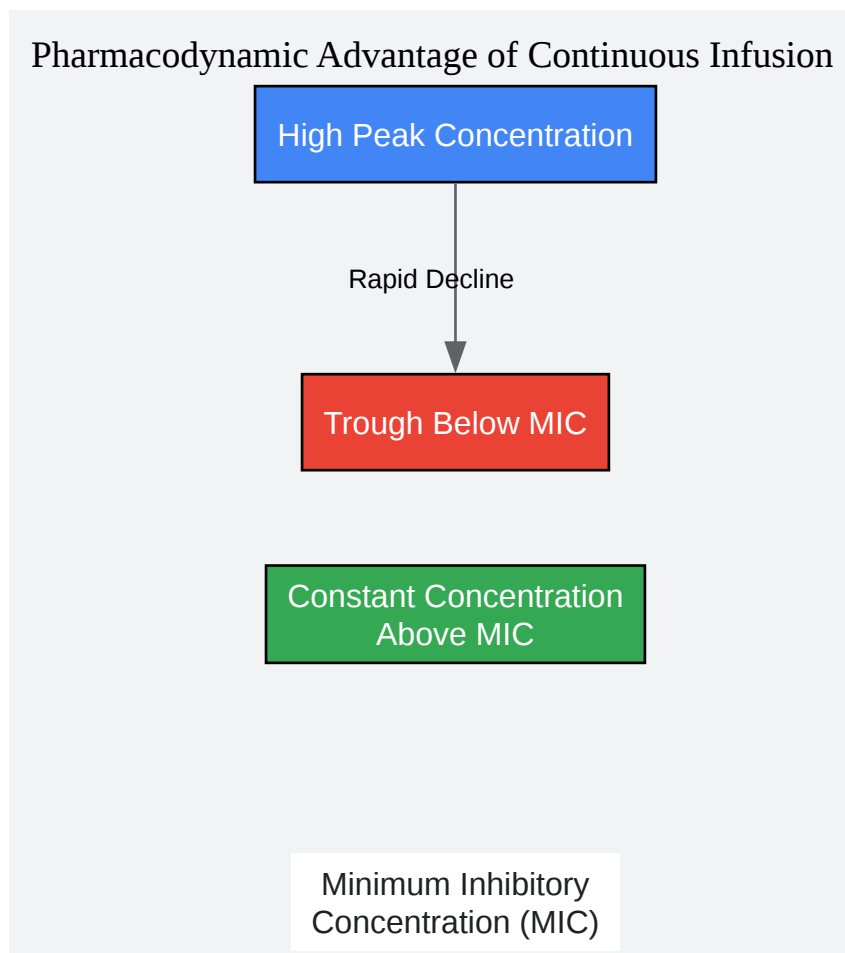 Pharmacodynamic Advantage of Continuous Infusion
High Peak Concentration
Rapid Decline
Trough Below MIC
Constant Concentration
Above MIC
Minimum Inhibitory
Concentration (MIC)